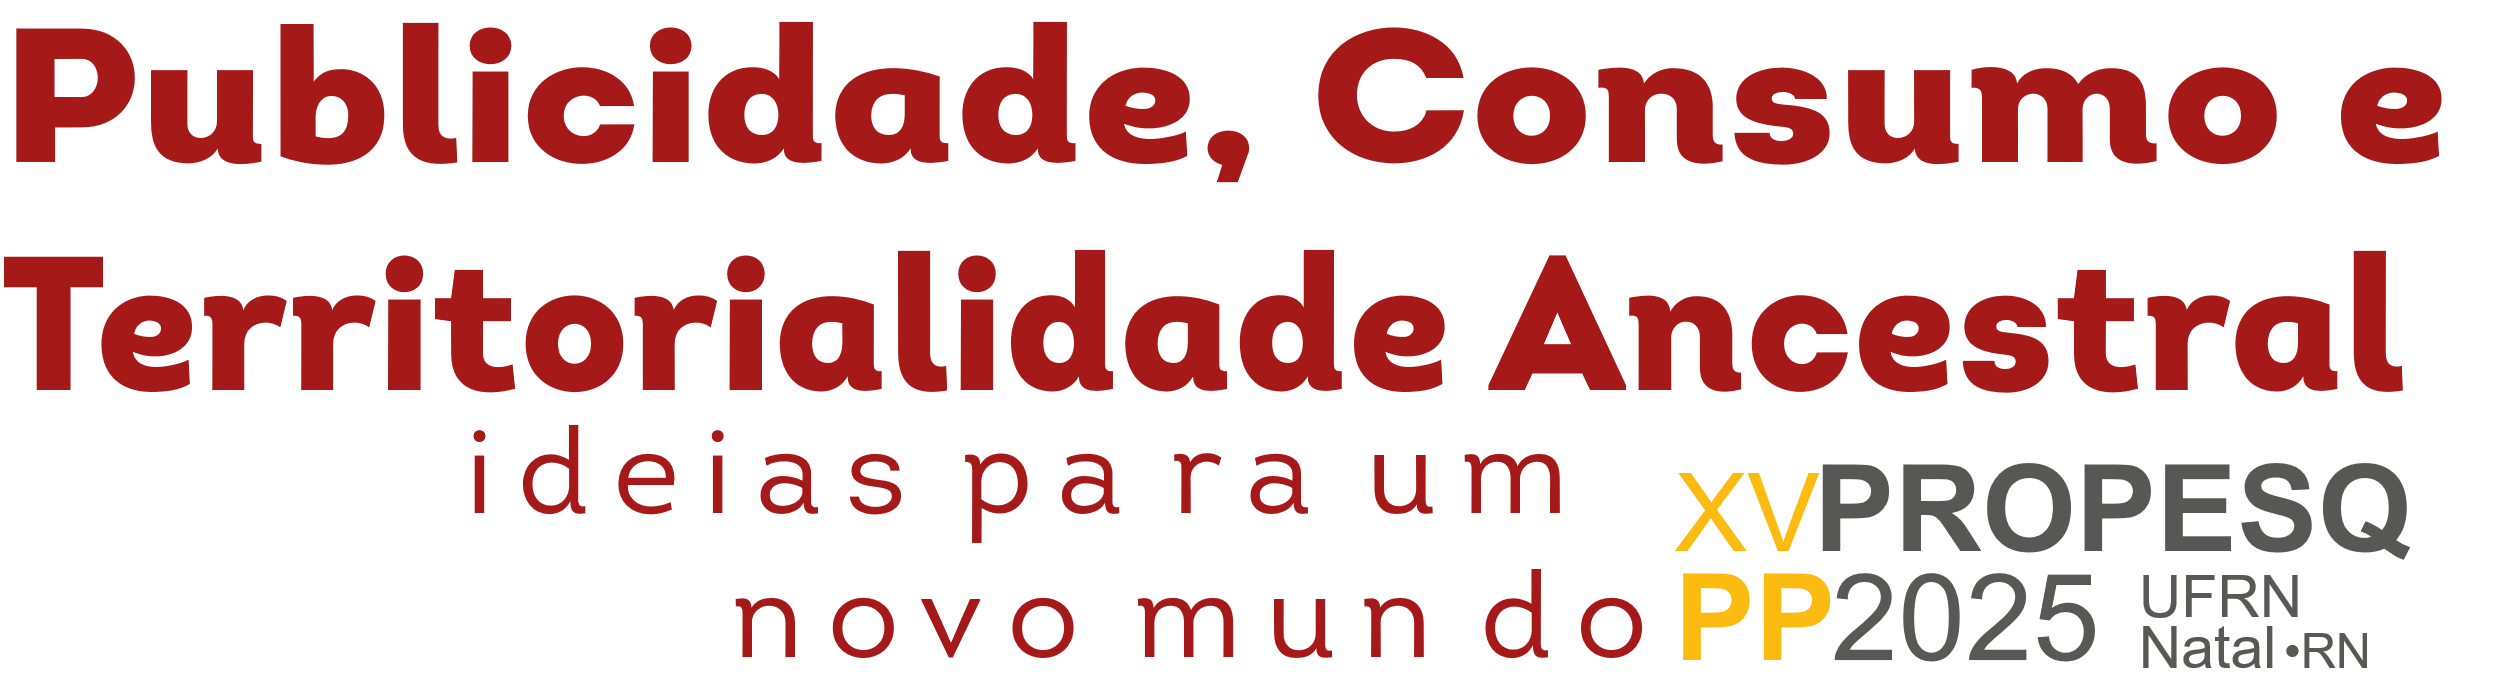 Publicidade, Consumo e
Territorialidade Ancestral
ideias para um
novo mundo
XVPROPESQ
PP2025
UFRN
Natal • RN